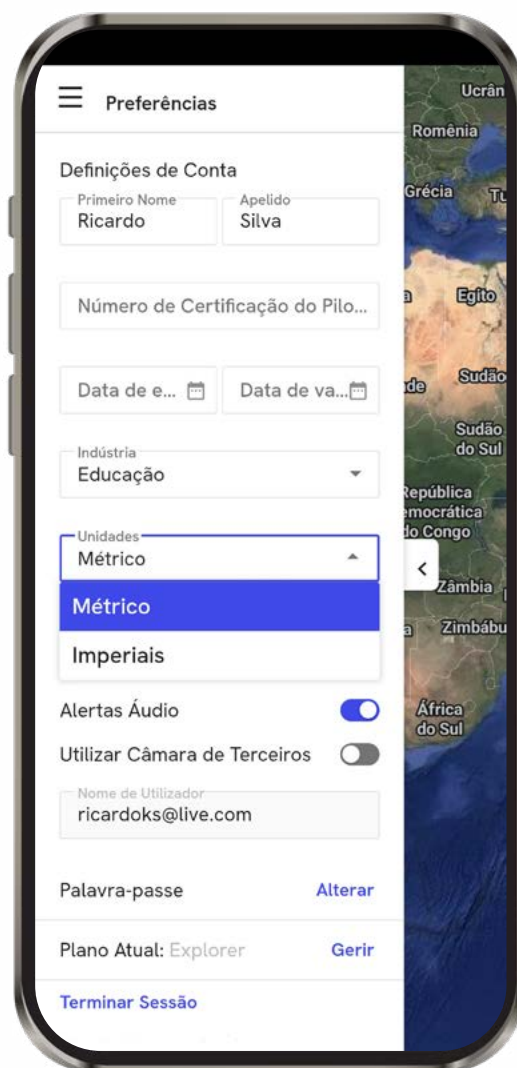 Preferências
Definições de Conta
Primeiro Nome
Ricardo
Apelido
Silva
Número de Certificação do Pilo...
Data de e...
Data de va...
Indústria
Educação
Unidades
Métrico
Métrico
Imperiais
Alertas Áudio
Utilizar Câmara de Terceiros
Nome de Utilizador
ricardoks@live.com
Palavra-passe
Alterar
Plano Atual: Explorer
Gerir
Terminar Sessão
Ucrân
Romênia
Grécia
Tu
Egito
Sudão
Sudão
do Sul
República
emocrática
do Congo
Zâmbia
Zimbábu
África
do Sul